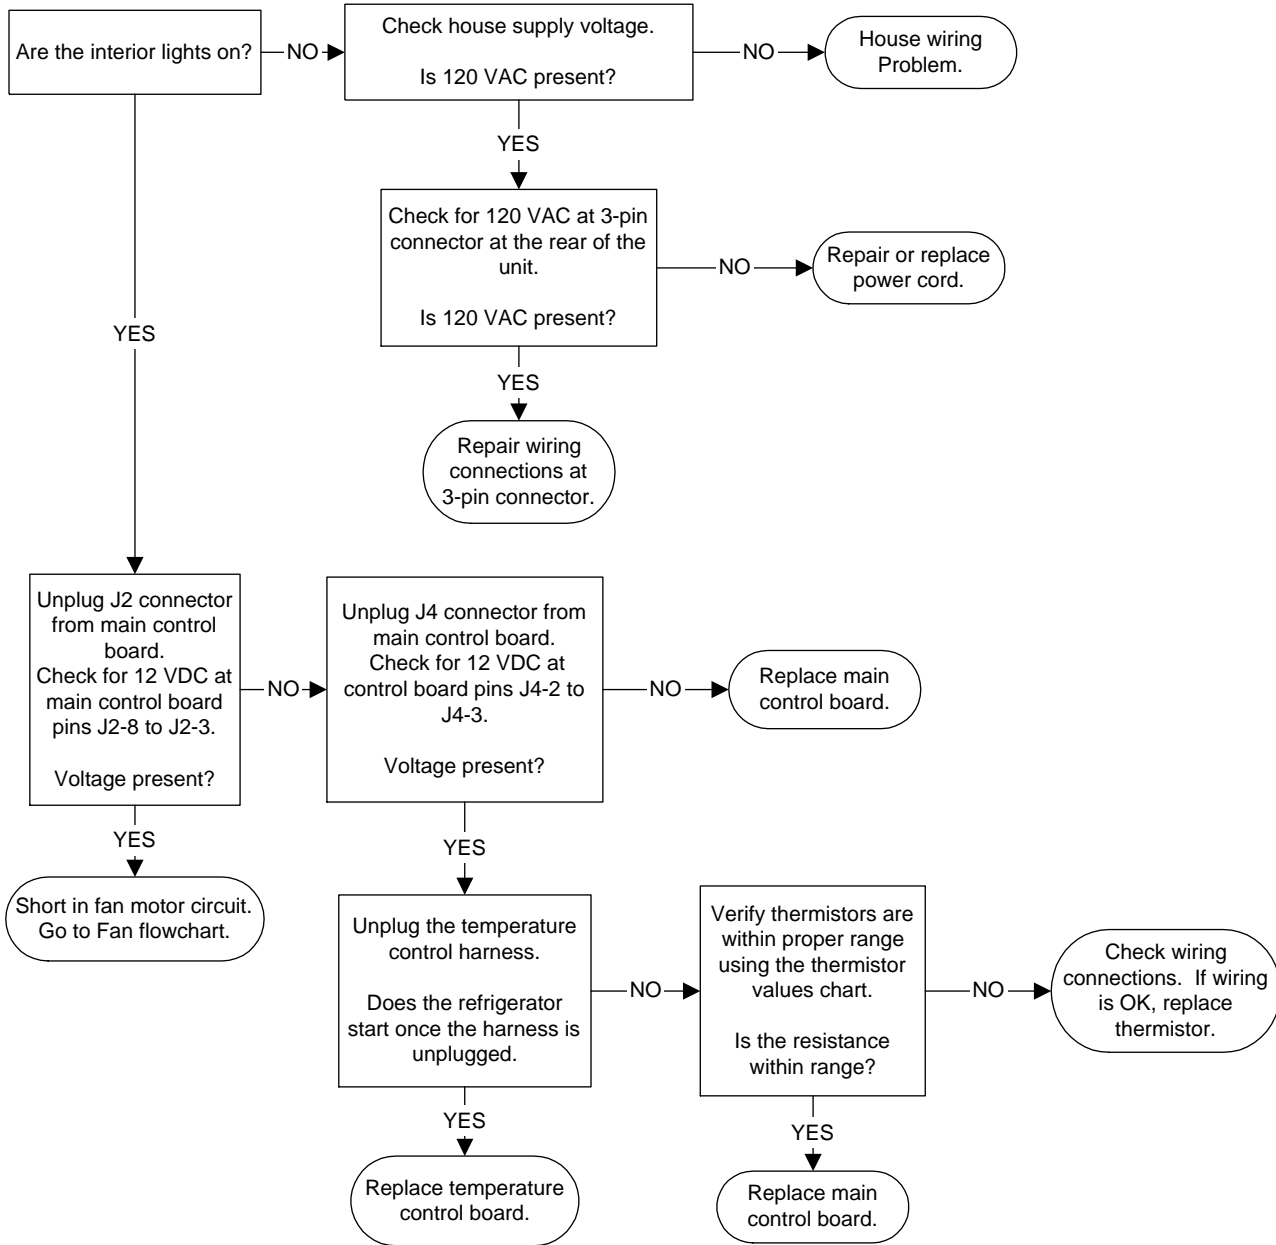 Are the interior lights on?
NO
Check house supply voltage.
Is 120 VAC present?
NO
House wiring
Problem.
YES
Check for 120 VAC at 3-pin
connector at the rear of the
unit.
Is 120 VAC present?
NO
Repair or replace
power cord.
YES
YES
Repair wiring
connections at
3-pin connector.
Unplug J2 connector
from main control
board.
Check for 12 VDC at
main control board
pins J2-8 to J2-3.
Voltage present?
NO
Unplug J4 connector from
main control board.
Check for 12 VDC at
control board pins J4-2 to
J4-3.
Voltage present?
NO
Replace main
control board.
YES
Short in fan motor circuit.
Go to Fan flowchart.
YES
Unplug the temperature
control harness.
Does the refrigerator
start once the harness is
unplugged.
NO
Verify thermistors are
within proper range
using the thermistor
values chart.
Is the resistance
within range?
NO
Check wiring
connections.  If wiring
is OK, replace
thermistor.
YES
Replace temperature
control board.
YES
Replace main
control board.